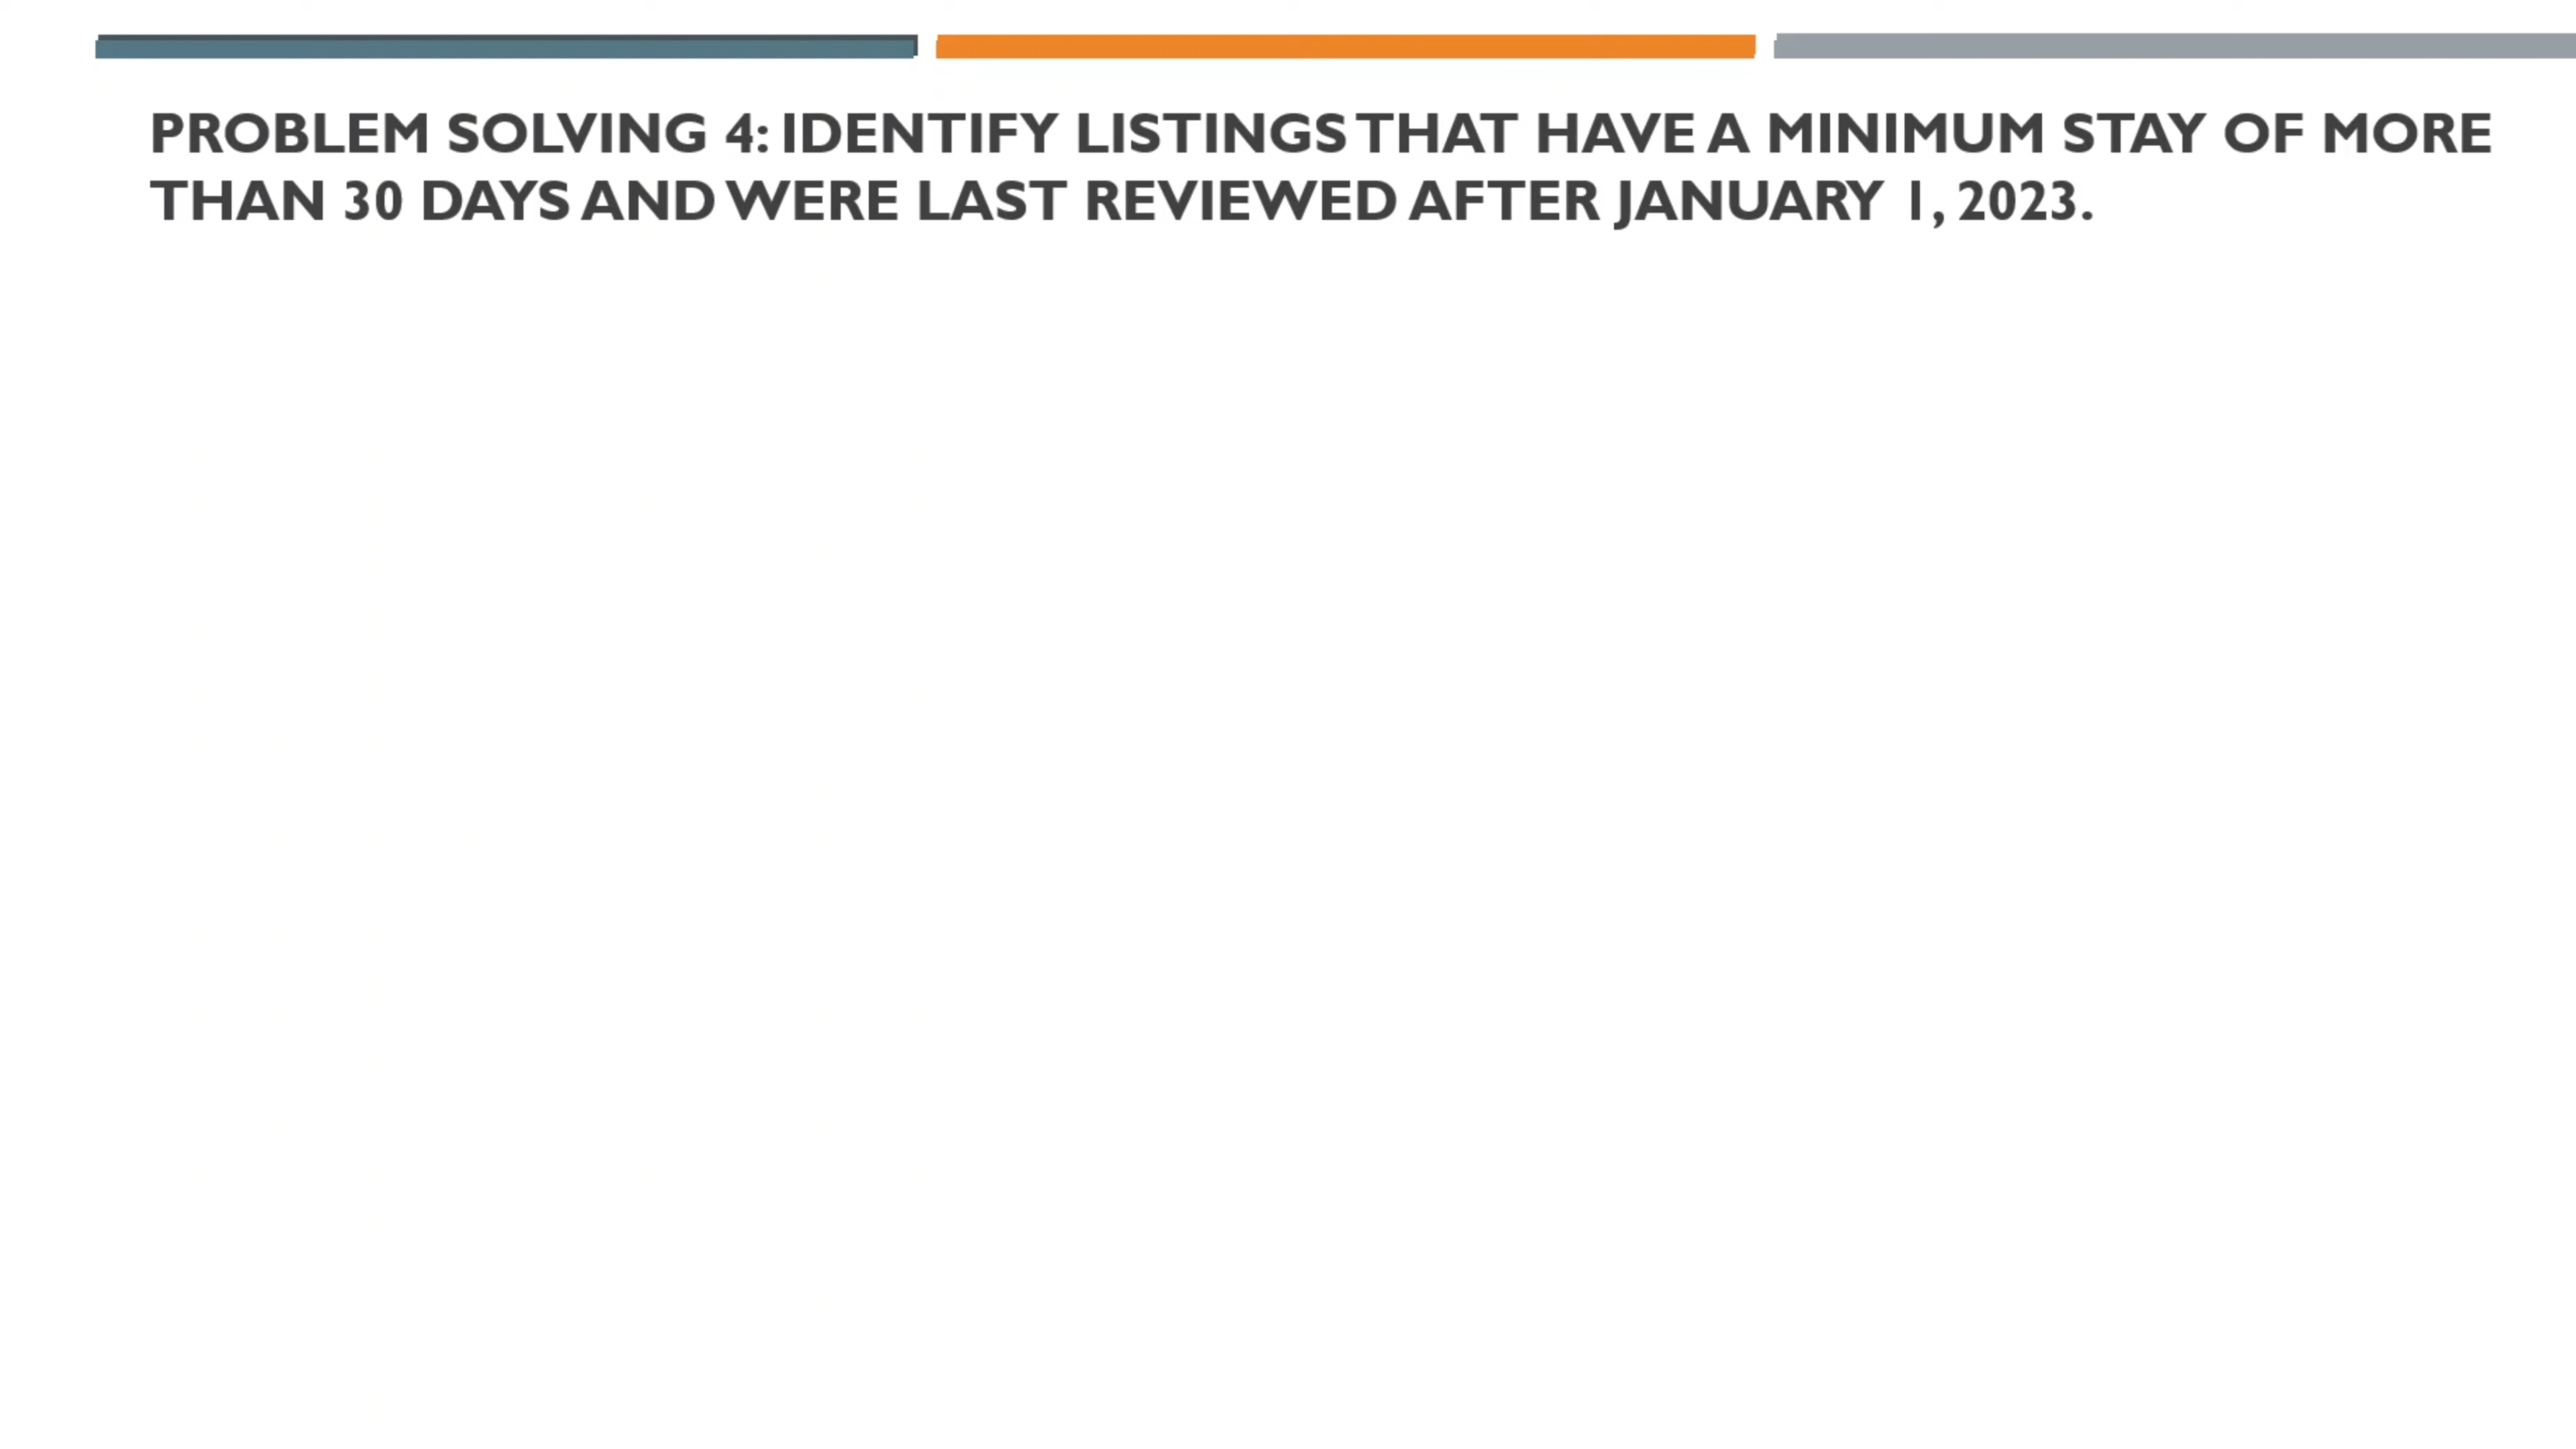 PROBLEM SOLVING 4: IDENTIFY LISTINGS THAT HAVE A MINIMUM STAY OF MORE
THAN 30 DAYS AND WERE LAST REVIEWED AFTER JANUARY 1, 2023.